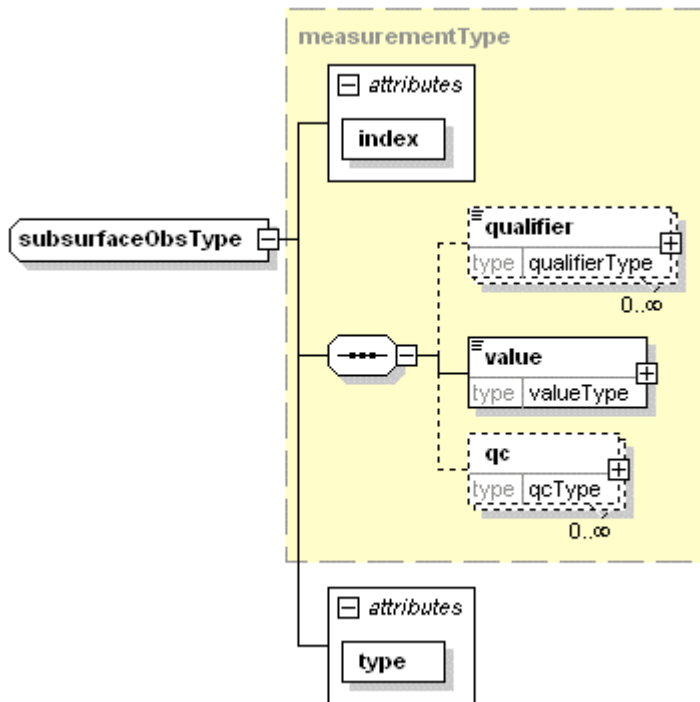 measurementType
attributes
index
subsurfaceObsType
qualifier
type qualifierType
0..∞
value
type valueType
qc
type qcType
0..∞
attributes
type